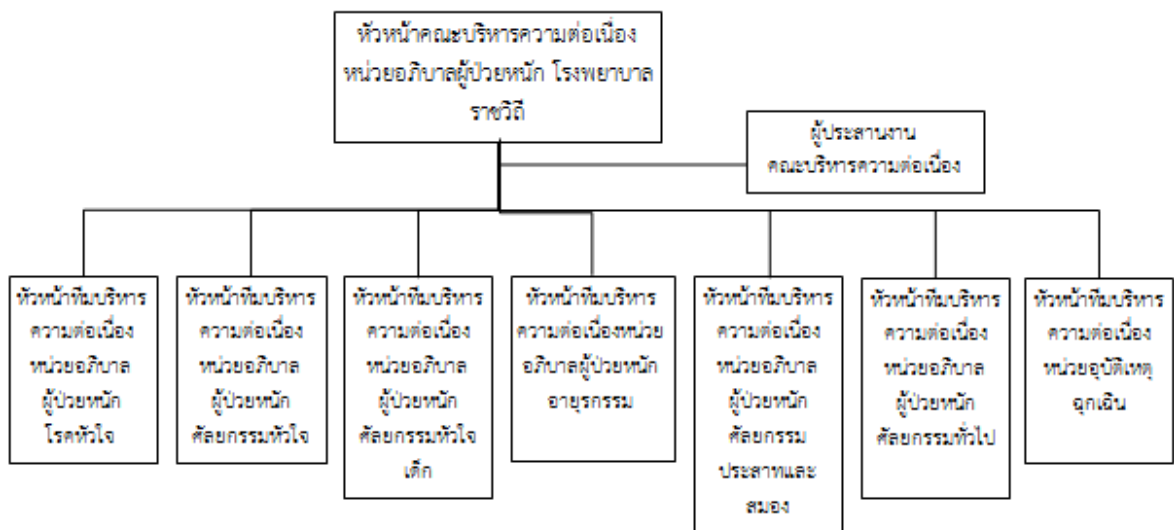 หัวหน้าคณะบริหารความต่อเนื่อง
หน่วยอภิบาลผู้ป่วยหนัก โรงพยาบาล
ราชวิถี
ผู้ประสานงาน
คณะบริหารความต่อเนื่อง
หัวหน้าทีมบริหาร
ความต่อเนื่อง
หน่วยอภิบาล
ผู้ป่วยหนัก
โรคหัวใจ
หัวหน้าทีมบริหาร
ความต่อเนื่อง
หน่วยอภิบาล
ผู้ป่วยหนัก
ศัลยกรรมหัวใจ
หัวหน้าทีมบริหาร
ความต่อเนื่อง
หน่วยอภิบาล
ผู้ป่วยหนัก
ศัลยกรรมหัวใจ
เด็ก
หัวหน้าทีมบริหาร
ความต่อเนื่องหน่วย
อภิบาลผู้ป่วยหนัก
อายุรกรรม
หัวหน้าทีมบริหาร
ความต่อเนื่อง
หน่วยอภิบาล
ผู้ป่วยหนัก
ศัลยกรรม
ประสาทและ
สมอง
หัวหน้าทีมบริหาร
ความต่อเนื่อง
หน่วยอภิบาล
ผู้ป่วยหนัก
ศัลยกรรมทั่วไป
หัวหน้าทีมบริหาร
ความต่อเนื่อง
หน่วยอุบัติเหตุ
ฉุกเฉิน